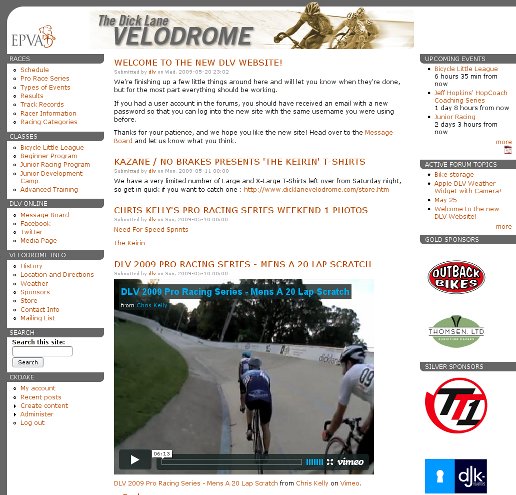 EPVA
The Dick Lane
VELODROME
RACES
Schedule
Pro Race Series
Types of Events
Results
Track Records
Racer Information
Racing Categories
CLASSES
Bicycle Little League
Beginner Program
Junior Racing Program
Junior Development
Camp
Advanced Training
DLV ONLINE
Message Board
Facebook
Twitter
Media Page
VELODROME INFO
History
Location and Directions
Weather
Sponsors
Store
Contact Info
Mailing List
SEARCH
Search this site:
Search
CKDAKE
My account
Recent posts
Create content
Administer
Log out
WELCOME TO THE NEW DLV WEBSITE!
Submitted by dlv on Wed, 2009-05-20 23:02
We're finishing up a few little things around here and will let you know when they're done,
but for the most part everything should be working.
If you had a user account in the forums, you should have received an email with a new
password so that you can log into the new site with the same username you were using
before.
Thanks for your patience, and we hope you like the new site! Head over to the Message
Board and let us know what you think.
KAZANE / NO BRAKES PRESENTS 'THE KEIRIN' T SHIRTS
Submitted by dlv on Mon, 2009-05-11 00:00
We have a very limited number of Large and X-Large T-Shirts left over from Saturday night,
so get in quick if you want to catch one : http://www.dicklanevelodrome.com/store.htm
CHRIS KELLY'S PRO RACING SERIES WEEKEND 1 PHOTOS
Submitted by dlv on Sun, 2009-05-10 00:00
Need For Speed Sprints
The Keirin
DLV 2009 PRO RACING SERIES - MENS A 20 LAP SCRATCH
Submitted by dlv on Sun, 2009-05-10 00:00
DLV 2009 Pro Racing Series - Mens A 20 Lap Scratch
from Chris Kelly
09
06:13
vimeo
DLV 2009 Pro Racing Series - Mens A 20 Lap Scratch from Chris Kelly on Vimeo.
UPCOMING EVENTS
Bicycle Little League
6 hours 35 min from
now
Jeff Hopkins' HopCoach
Coaching Series
1 day 8 hours from now
Junior Racing
2 days 3 hours from
now
more
ACTIVE FORUM TOPICS
Bike storage
Apple DLV Weather
Widget with Camera!
May 25
Welcome to the new
DLV Website!
more
GOLD SPONSORS
OUTBACK
BIKES
THOMSEN, LTD
SILVER SPONSORS
TT1
djk